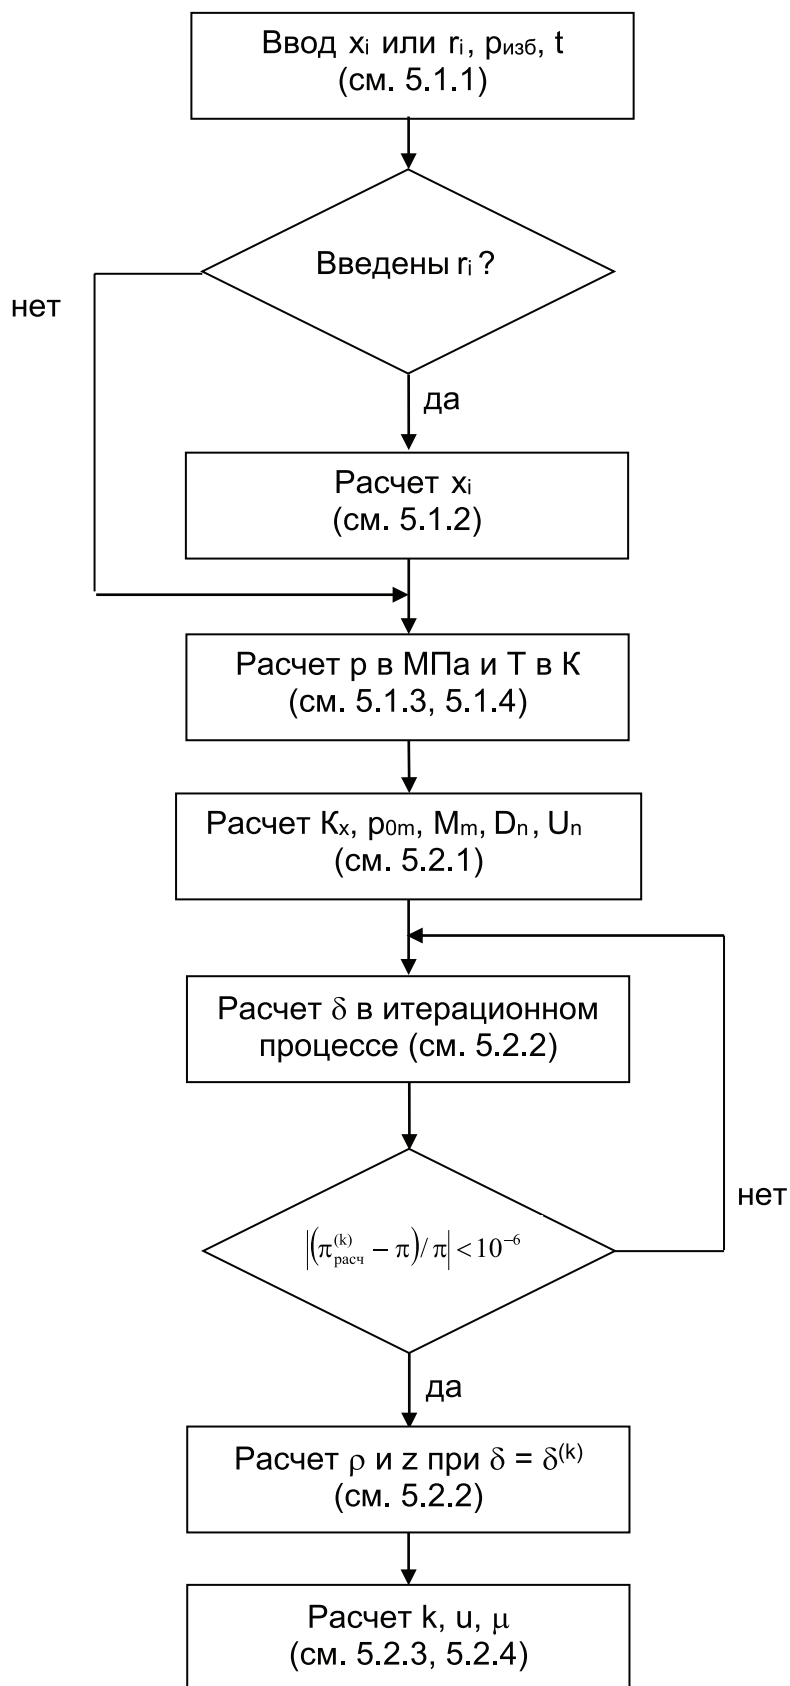 Ввод xi или ri, pизб, t
(см. 5.1.1)
Введены ri ?
нет
да
Расчет xi
(см. 5.1.2)
Расчет p в МПа и T в К
(см. 5.1.3, 5.1.4)
Расчет Kx, p0m, Mm, Dn, Un
(см. 5.2.1)
Расчет δ в итерационном
процессе (см. 5.2.2)
нет
|(π(k)расч − π)/ π| < 10−6
да
Расчет ρ и z при δ = δ(k)
(см. 5.2.2)
Расчет k, u, μ
(см. 5.2.3, 5.2.4)